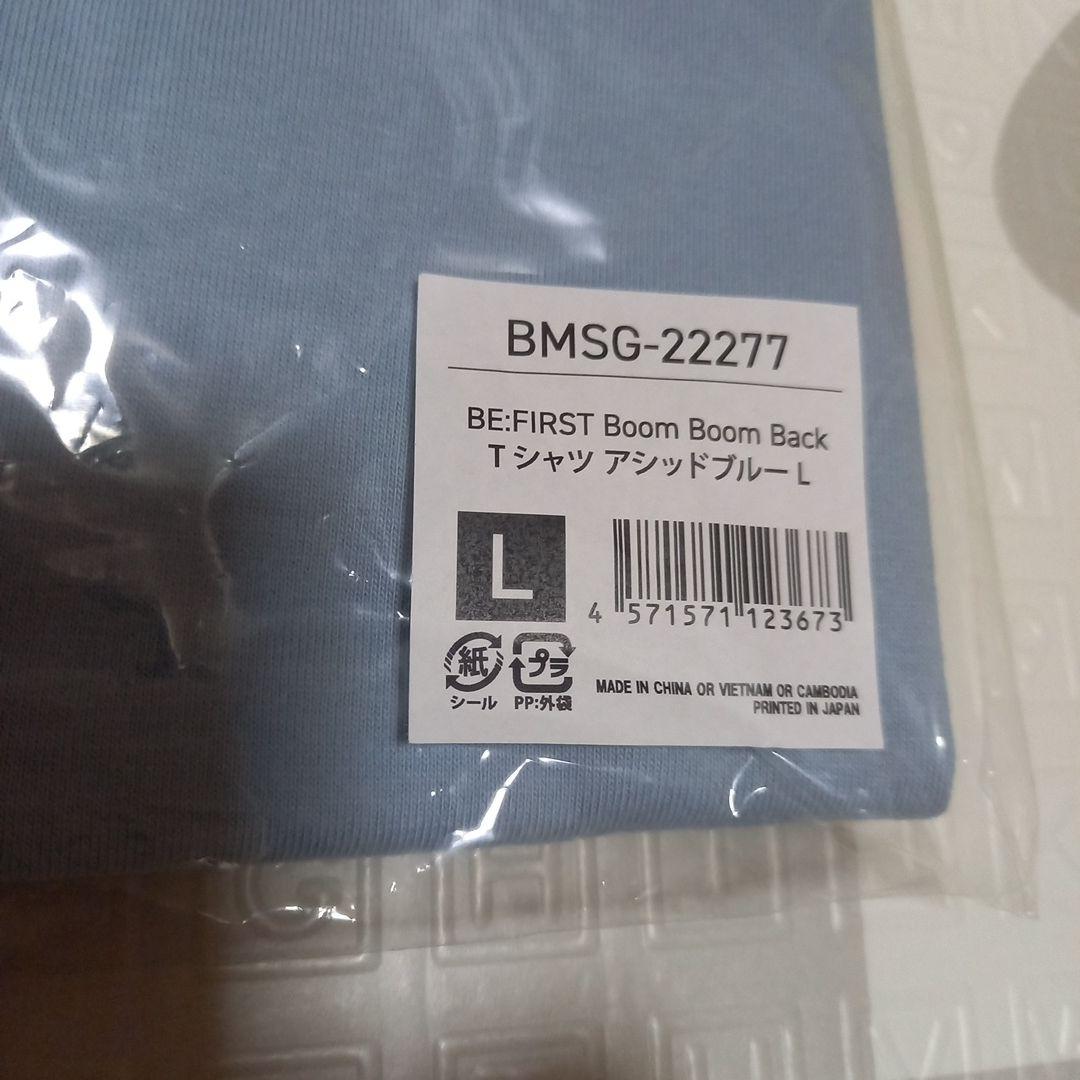 BMSG-22277
BE:FIRST Boom Boom Back
Tシャツ アシッドブルー L
L
4 571571 123673
紙 プラ
シール PP:外袋
MADE IN CHINA OR VIETNAM OR CAMBODIA
PRINTED IN JAPAN